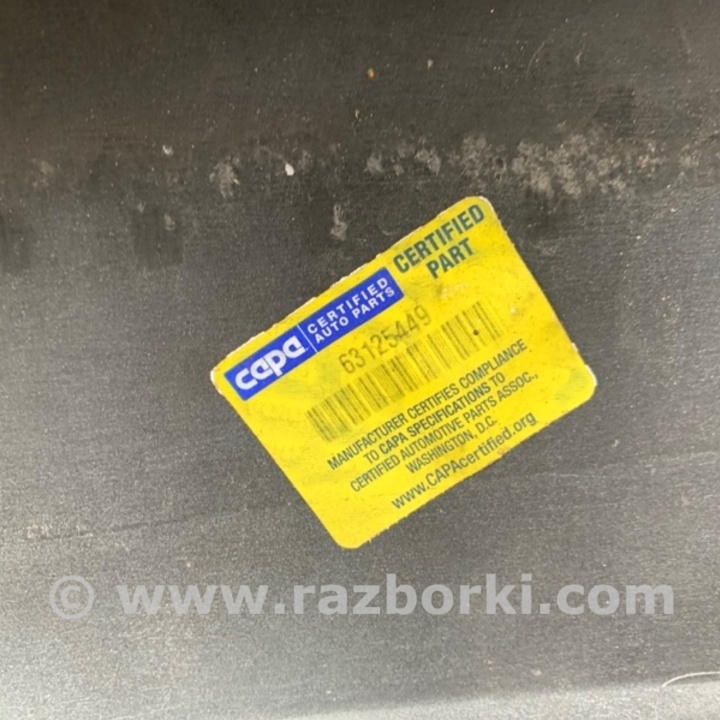 CERTIFIED
PART
capa
CERTIFIED
AUTO PARTS
63125449
MANUFACTURER CERTIFIES COMPLIANCE
TO CAPA SPECIFICATIONS TO
CERTIFIED AUTOMOTIVE PARTS ASSOC.,
WASHINGTON, D.C.
www.CAPAcertified.org
© www.razborki.com